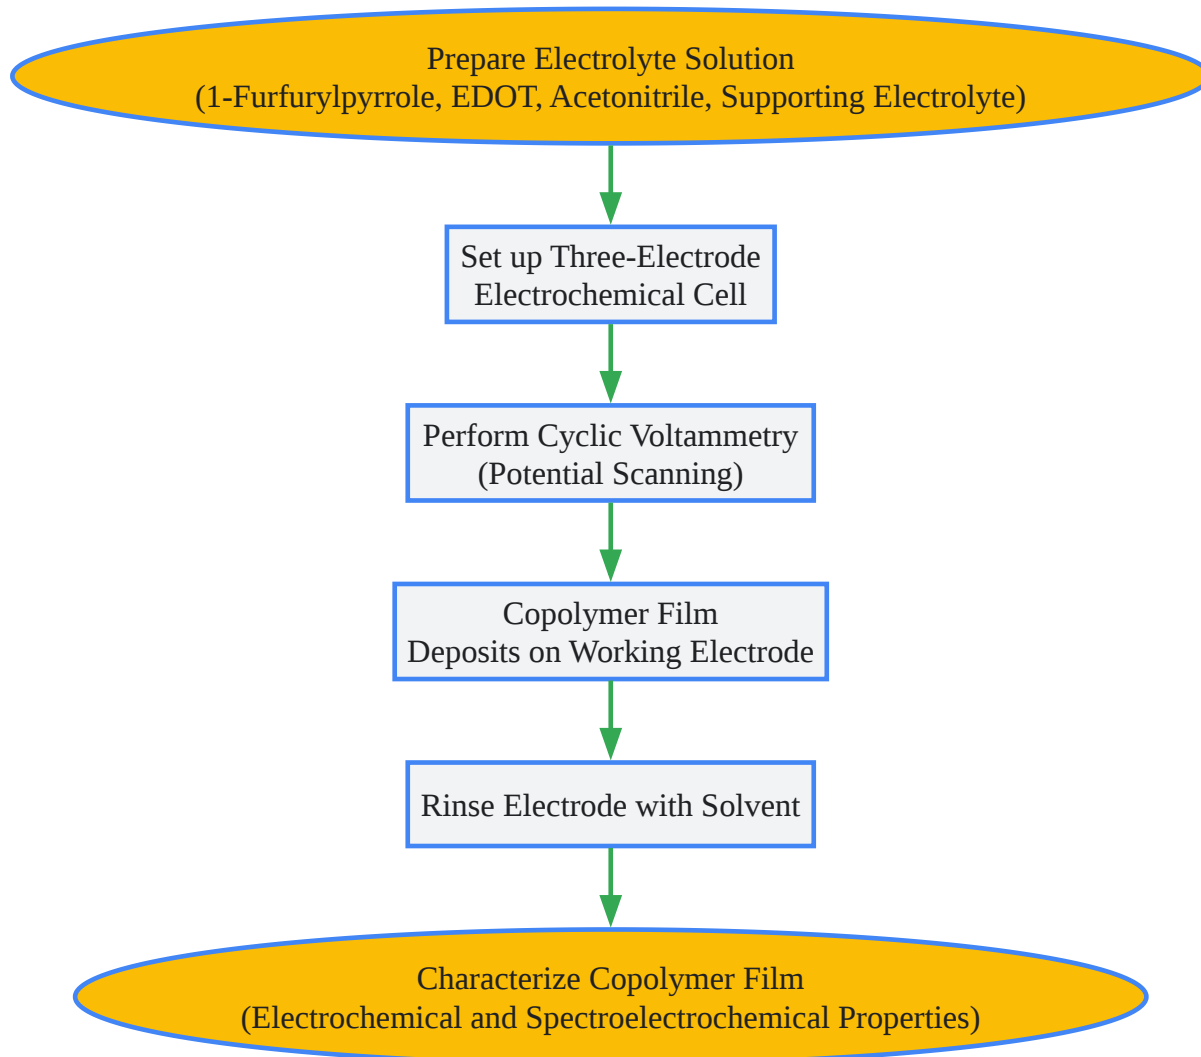 Prepare Electrolyte Solution
(1-Furfurylpyrrole, EDOT, Acetonitrile, Supporting Electrolyte)
Set up Three-Electrode
Electrochemical Cell
Perform Cyclic Voltammetry
(Potential Scanning)
Copolymer Film
Deposits on Working Electrode
Rinse Electrode with Solvent
Characterize Copolymer Film
(Electrochemical and Spectroelectrochemical Properties)